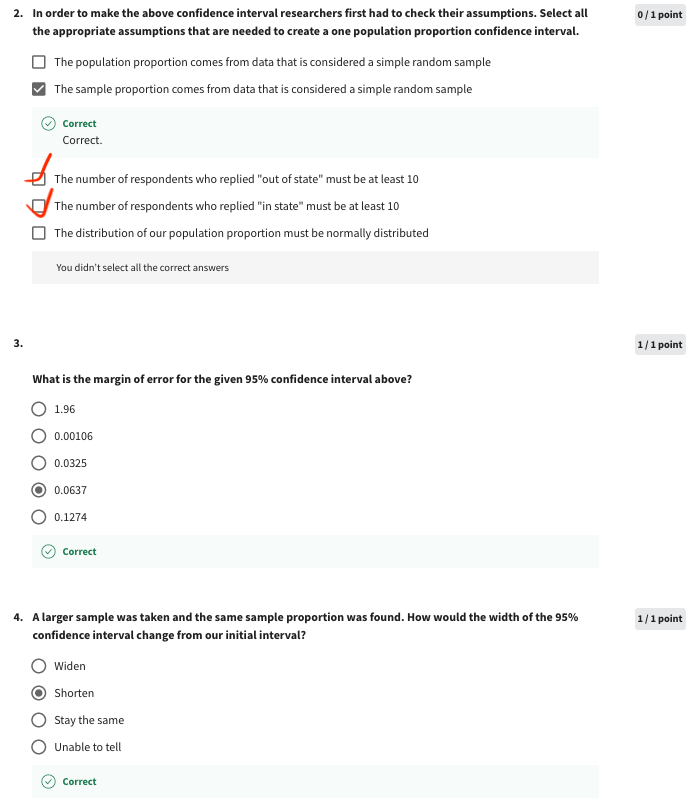 2. In order to make the above confidence interval researchers first had to check their assumptions. Select all
0 / 1 point
the appropriate assumptions that are needed to create a one population proportion confidence interval.
The population proportion comes from data that is considered a simple random sample
The sample proportion comes from data that is considered a simple random sample
Correct
Correct.
The number of respondents who replied "out of state" must be at least 10
The number of respondents who replied "in state" must be at least 10
The distribution of our population proportion must be normally distributed
You didn't select all the correct answers
3.
1 / 1 point
What is the margin of error for the given 95% confidence interval above?
1.96
0.00106
0.0325
0.0637
0.1274
Correct
4. A larger sample was taken and the same sample proportion was found. How would the width of the 95%
1 / 1 point
confidence interval change from our initial interval?
Widen
Shorten
Stay the same
Unable to tell
Correct